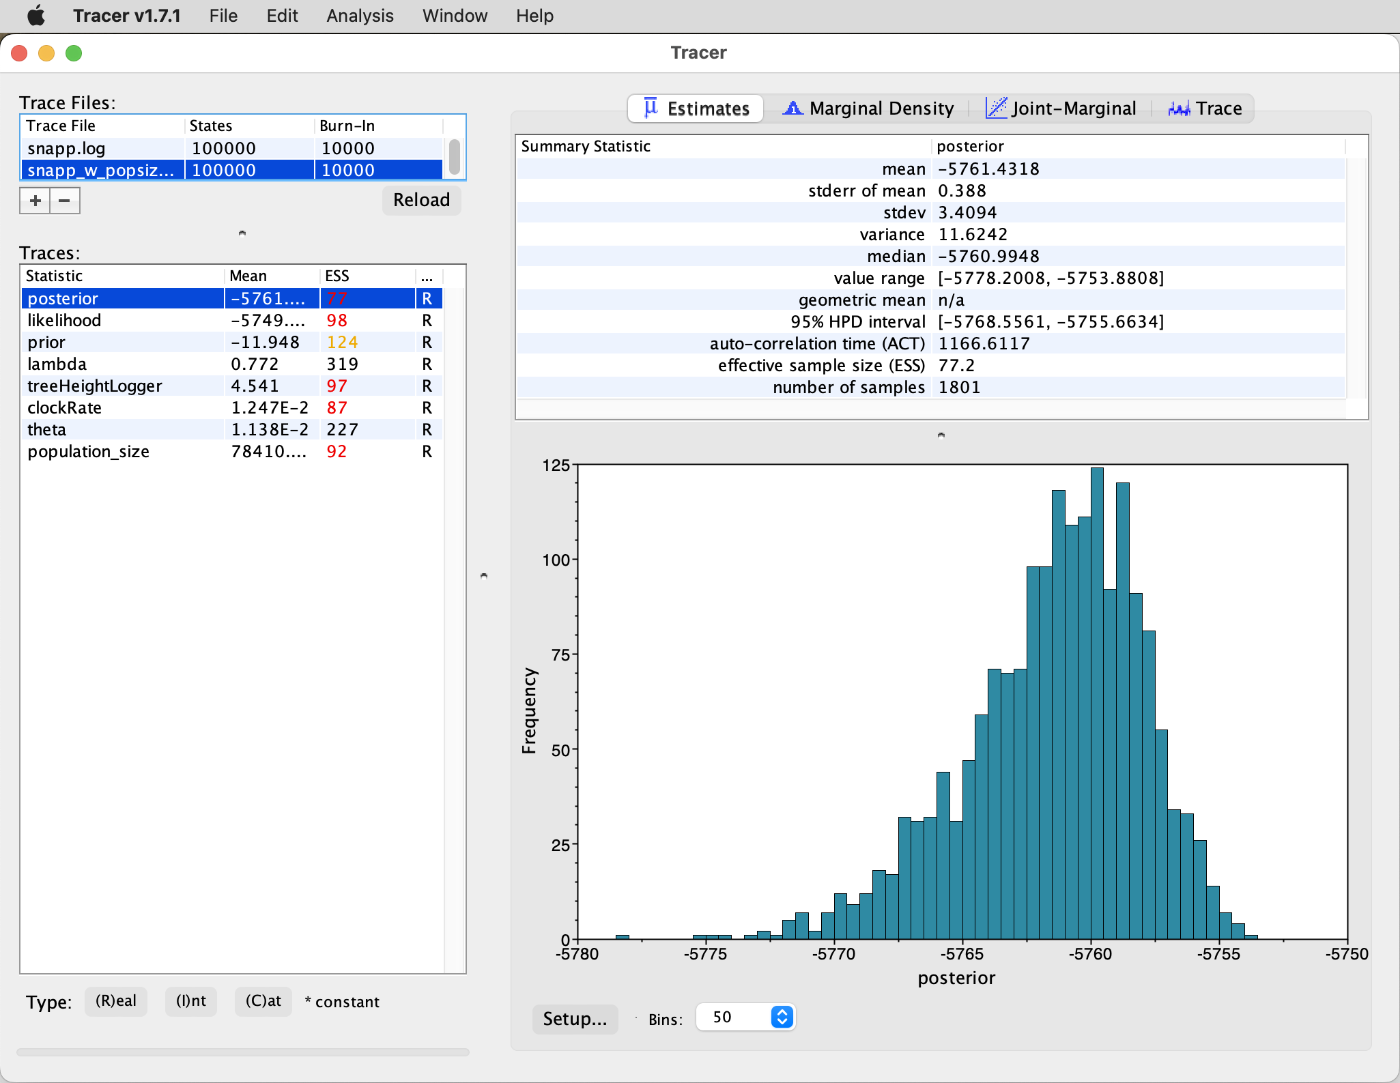 Tracer v1.7.1 File Edit Analysis Window Help
Tracer
Trace Files:
Trace File States Burn-In
snapp.log 100000 10000
snapp_w_popsiz... 100000 10000
+ −
Reload
Traces:
Statistic Mean ESS ...
posterior -5761.... 77 R
likelihood -5749.... 98 R
prior -11.948 124 R
lambda 0.772 319 R
treeHeightLogger 4.541 97 R
clockRate 1.247E-2 87 R
theta 1.138E-2 227 R
population_size 78410.... 92 R
Type: (R)eal (I)nt (C)at * constant
Estimates Marginal Density Joint-Marginal Trace
Summary Statistic posterior
mean -5761.4318
stderr of mean 0.388
stdev 3.4094
variance 11.6242
median -5760.9948
value range [-5778.2008, -5753.8808]
geometric mean n/a
95% HPD interval [-5768.5561, -5755.6634]
auto-correlation time (ACT) 1166.6117
effective sample size (ESS) 77.2
number of samples 1801
125
100
75
50
25
0
Frequency
-5780 -5775 -5770 -5765 -5760 -5755 -5750
posterior
Setup... Bins: 50